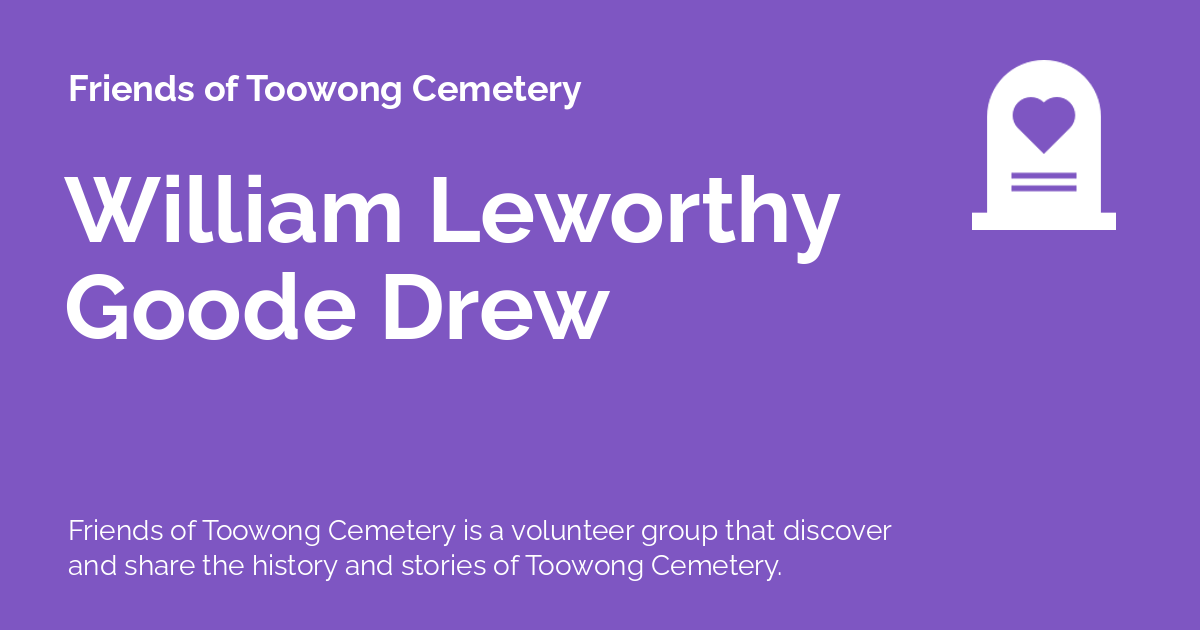 Friends of Toowong Cemetery
William Leworthy
Goode Drew
Friends of Toowong Cemetery is a volunteer group that discover
and share the history and stories of Toowong Cemetery.